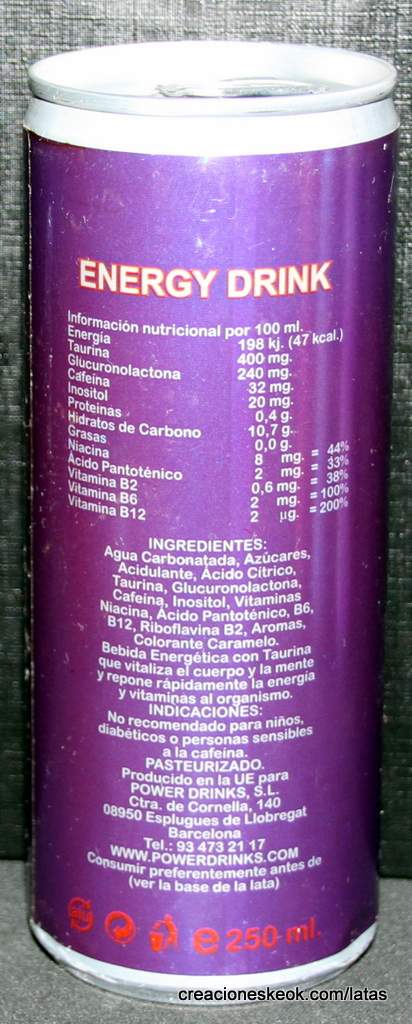 ENERGY DRINK
Información nutricional por 100 ml.
Energía 198 kj. (47 kcal.)
Taurina 400 mg.
Glucuronolactona 240 mg.
Cafeína 32 mg.
Inositol 20 mg.
Proteinas 0,4 g.
Hidratos de Carbono 10,7 g.
Grasas 0,0 g.
Niacina 8 mg. = 44%
Ácido Pantoténico 2 mg. = 33%
Vitamina B2 0,6 mg. = 38%
Vitamina B6 2 mg. = 100%
Vitamina B12 2 µg. = 200%
INGREDIENTES:
Agua Carbonatada, Azúcares,
Acidulante, Ácido Cítrico,
Taurina, Glucuronolactona,
Cafeína, Inositol, Vitaminas
Niacina, Ácido Pantoténico, B6,
B12, Riboflavina B2, Aromas,
Colorante Caramelo.
Bebida Energética con Taurina
que vitaliza el cuerpo y la mente
y repone rápidamente la energía
y vitaminas al organismo.
INDICACIONES:
No recomendado para niños,
diabéticos o personas sensibles
a la cafeína.
PASTEURIZADO.
Producido en la UE para
POWER DRINKS, S.L.
Ctra. de Cornella, 140
08950 Esplugues de Llobregat
Barcelona
Tel.: 93 473 21 17
WWW.POWERDRINKS.COM
Consumir preferentemente antes de
(ver la base de la lata)
e 250 ml.
creacioneskeok.com/latas